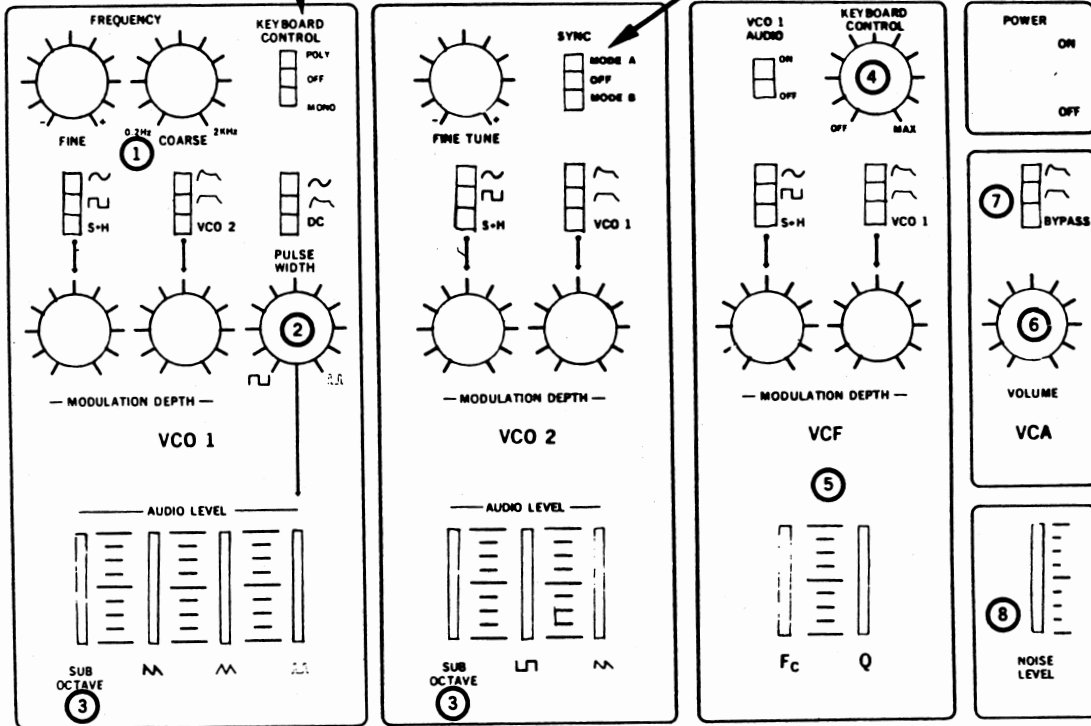 FREQUENCY
KEYBOARD
CONTROL
POLY
OFF
MONO
- +
0.2Hz 2KHz
FINE COARSE
1
S+H
VCO 2
DC
PULSE
WIDTH
2
— MODULATION DEPTH —
VCO 1
AUDIO LEVEL
SUB
OCTAVE
3
SYNC
MODE A
OFF
MODE B
- +
FINE TUNE
S+H
VCO 1
— MODULATION DEPTH —
VCO 2
AUDIO LEVEL
SUB
OCTAVE
3
VCO 1
AUDIO
ON
OFF
KEYBOARD
CONTROL
4
OFF MAX
S+H
VCO 1
— MODULATION DEPTH —
VCF
5
Fc Q
POWER
ON
OFF
7
BYPASS
6
VOLUME
VCA
8
NOISE
LEVEL